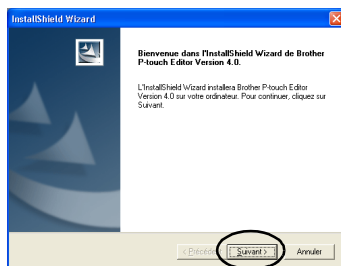 InstallShield Wizard
Bienvenue dans l'InstallShield Wizard de Brother
P-touch Editor Version 4.0.
L'InstallShield Wizard installera Brother P-touch Editor
Version 4.0 sur votre ordinateur. Pour continuer, cliquez sur
Suivant.
< Précédent Suivant > Annuler